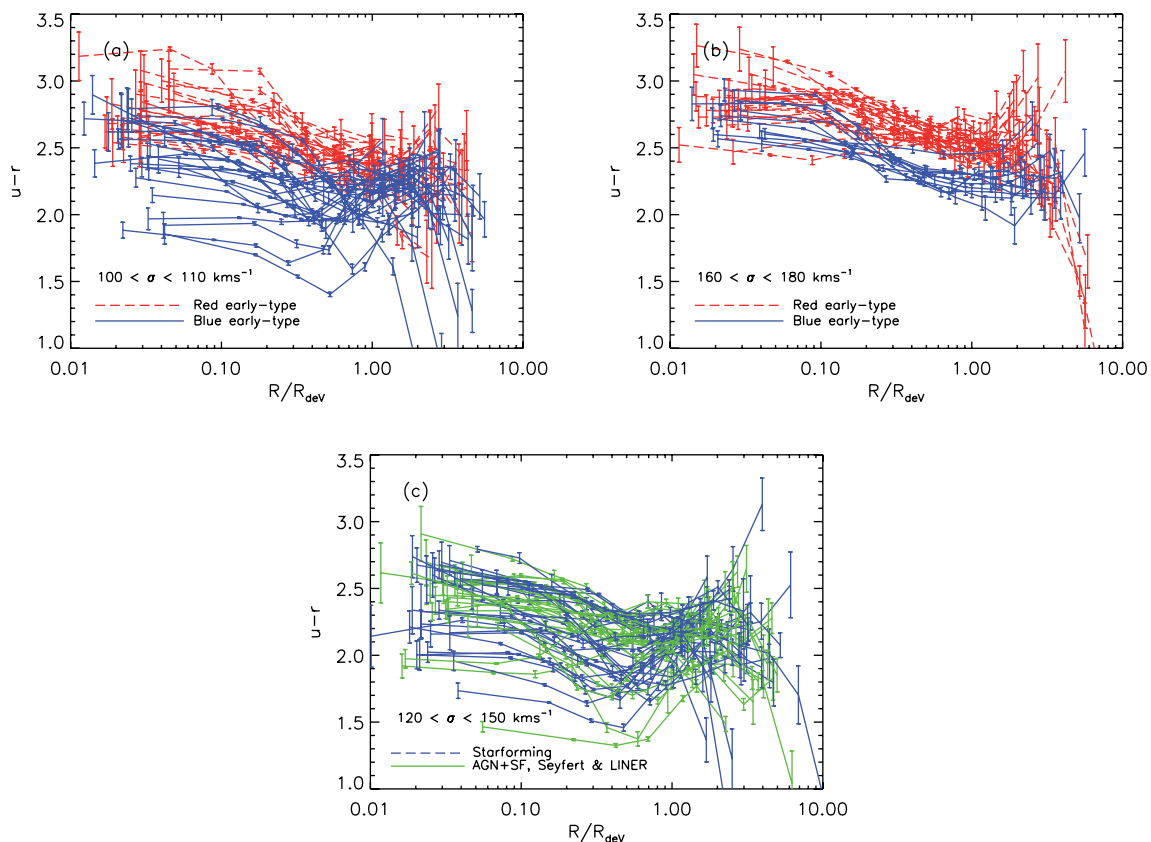 (a)
3.5
3.0
2.5
2.0
1.5
1.0
u−r
100 < σ < 110 kms⁻¹
Red early−type
Blue early−type
0.01 0.10 1.00 10.00
R/R_deV
(b)
3.5
3.0
2.5
2.0
1.5
1.0
u−r
160 < σ < 180 kms⁻¹
Red early−type
Blue early−type
0.01 0.10 1.00 10.00
R/R_deV
(c)
3.5
3.0
2.5
2.0
1.5
1.0
u−r
120 < σ < 150 kms⁻¹
Starforming
AGN+SF, Seyfert & LINER
0.01 0.10 1.00 10.00
R/R_deV